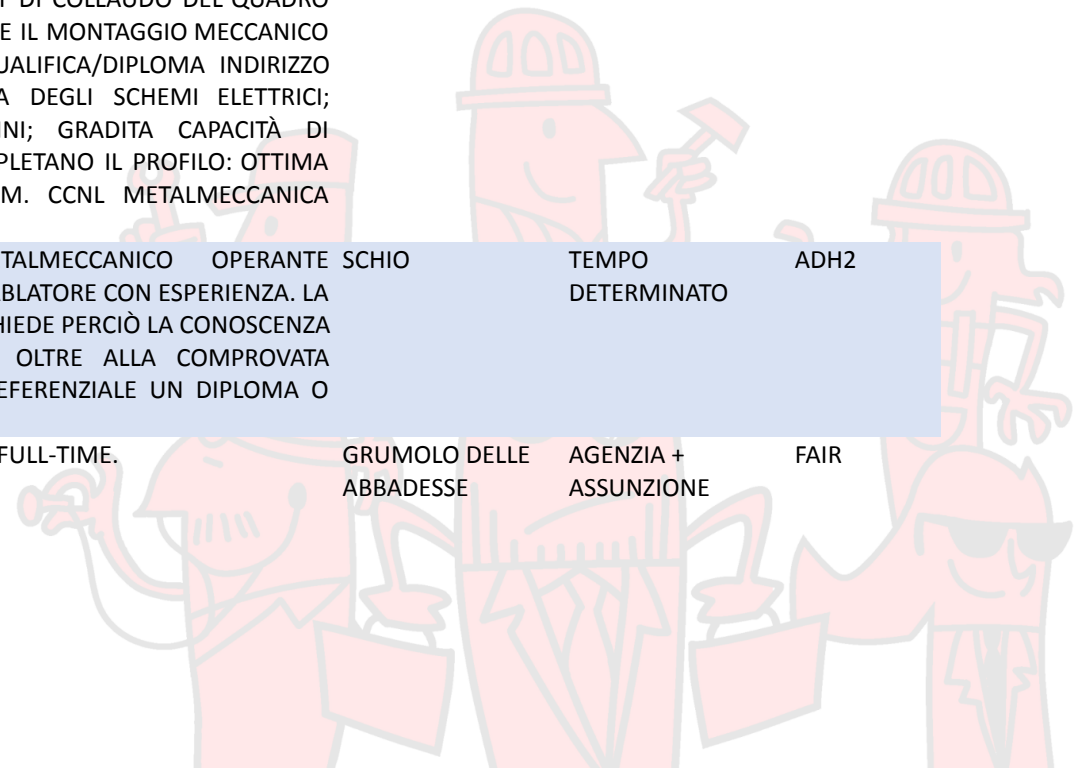 DI COLLAUDO DEL QUADRO
E IL MONTAGGIO MECCANICO
UALIFICA/DIPLOMA INDIRIZZO
A DEGLI SCHEMI ELETTRICI;
INI; GRADITA CAPACITÀ DI
PLETANO IL PROFILO: OTTIMA
M. CCNL METALMECCANICA
TALMECCANICO OPERANTE SCHIO TEMPO ADH2
BLATORE CON ESPERIENZA. LA DETERMINATO
HIEDE PERCIÒ LA CONOSCENZA
OLTRE ALLA COMPROVATA
EFERENZIALE UN DIPLOMA O
FULL-TIME. GRUMOLO DELLE AGENZIA + FAIR
ABBADESSE ASSUNZIONE